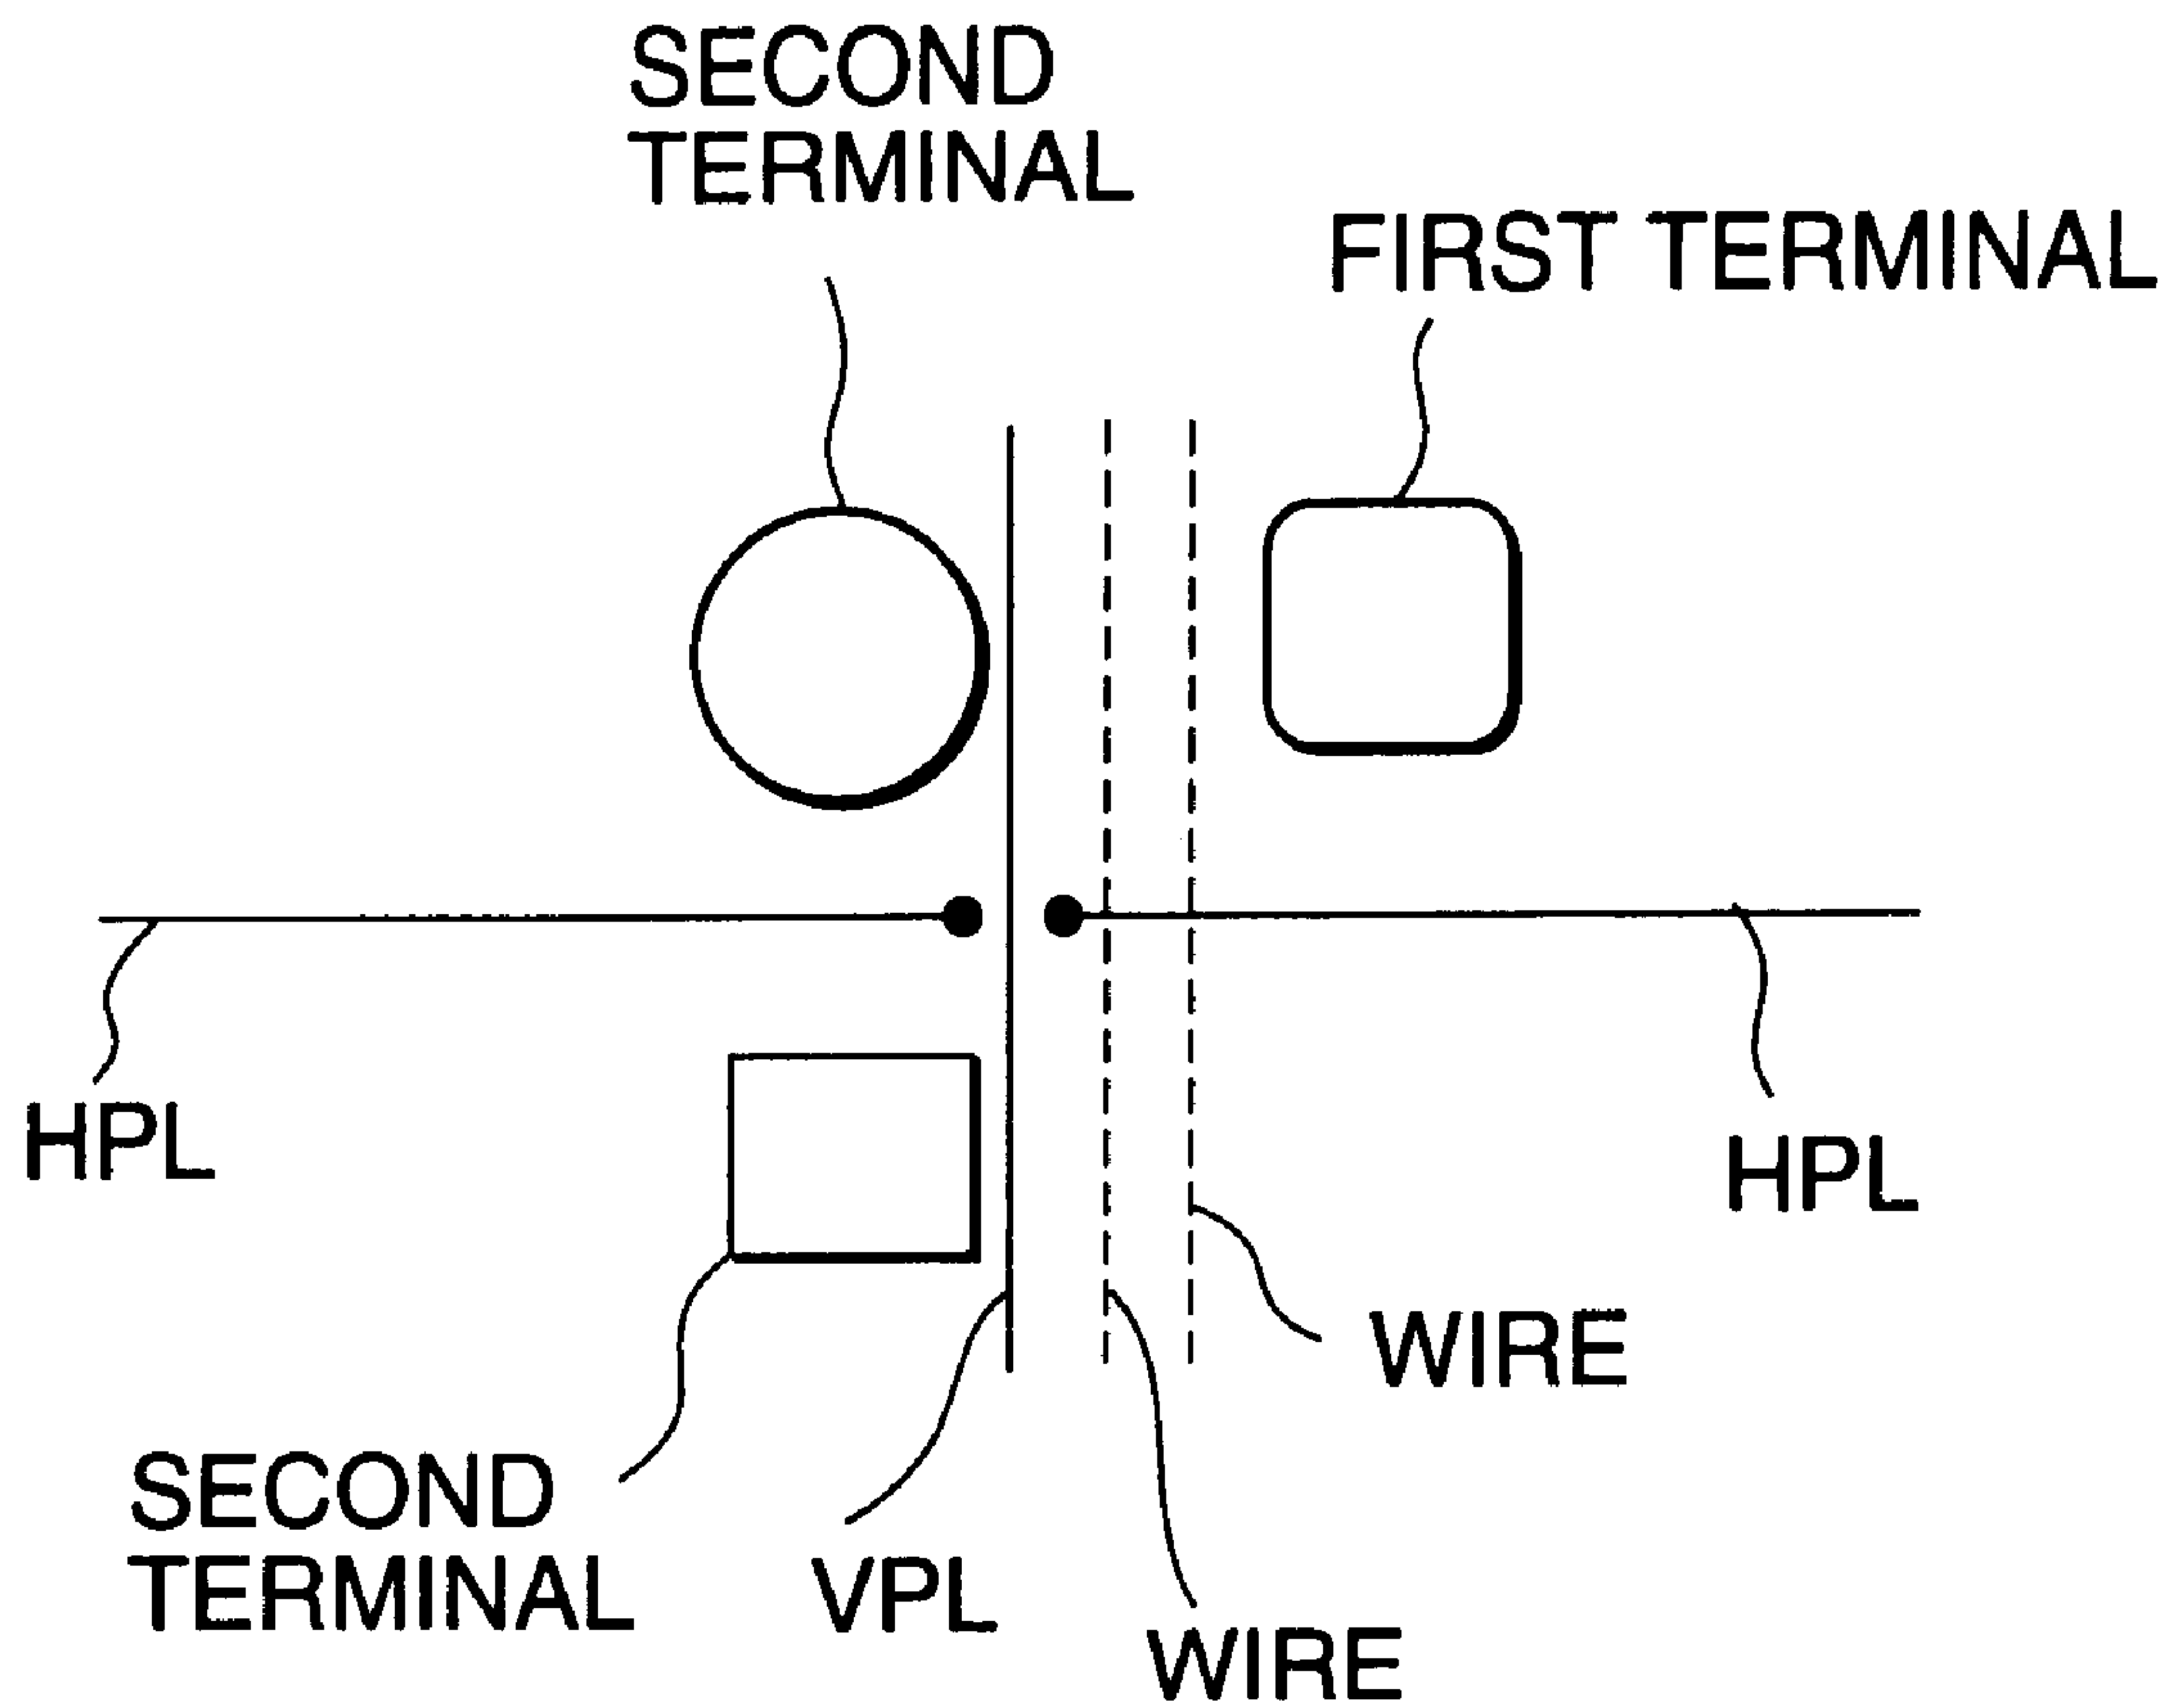 SECOND
TERMINAL
FIRST TERMINAL
HPL
HPL
WIRE
SECOND
TERMINAL
VPL
WIRE